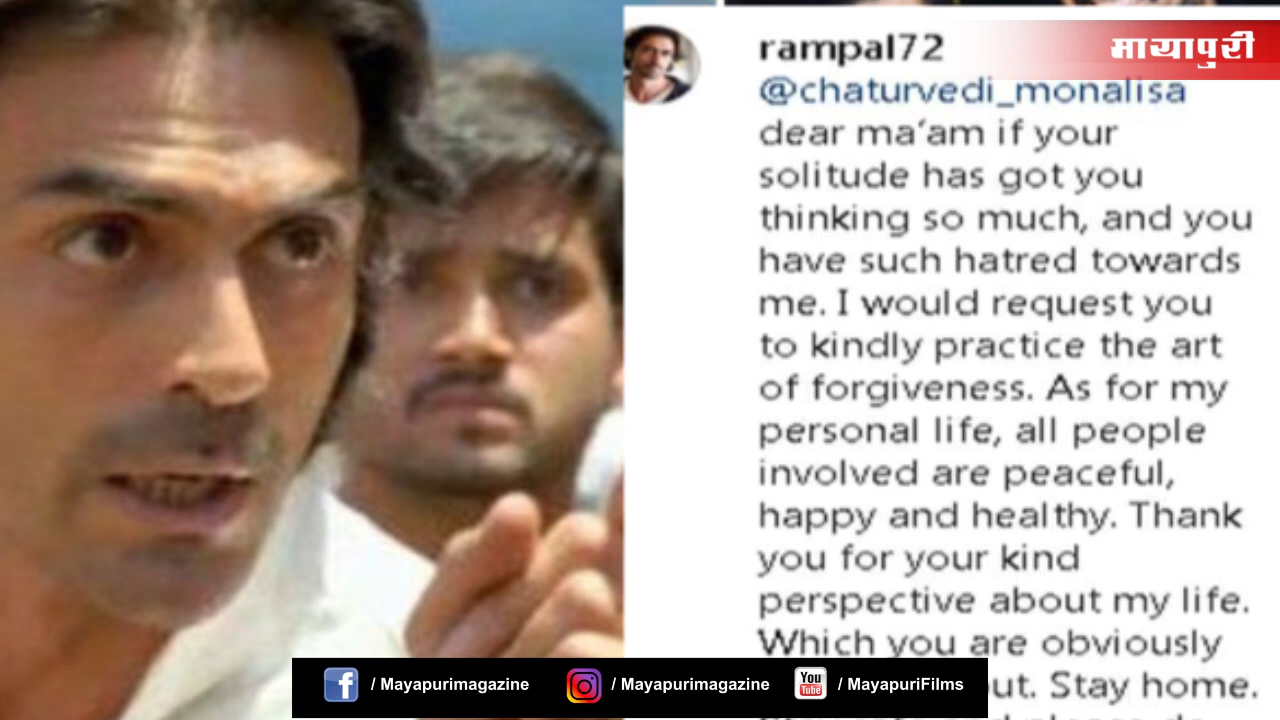 मायापुरी
rampal72
@chaturvedi_monalisa
dear ma’am if your
solitude has got you
thinking so much, and you
have such hatred towards
me. I would request you
to kindly practice the art
of forgiveness. As for my
personal life, all people
involved are peaceful,
happy and healthy. Thank
you for your kind
perspective about my life.
Which you are obviously
ut. Stay home.
f / Mayapurimagazine
/ Mayapurimagazine
You Tube / MayapuriFilms